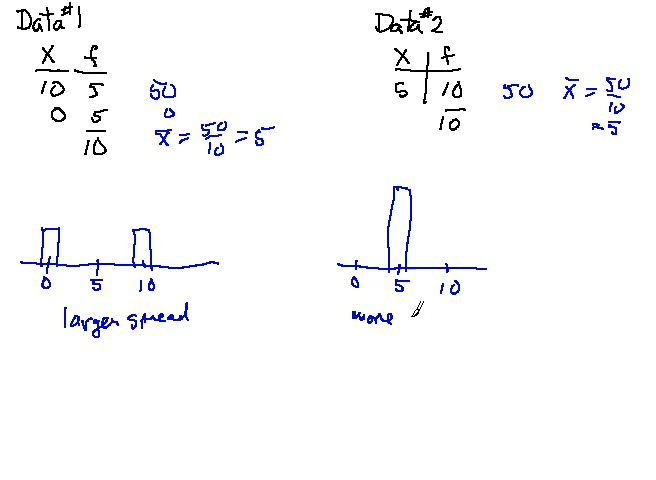 Data #1
X f
10 5 50
0 5 0
10 x̄ = 50/10 = 5
0 5 10
larger spread
Data #2
X f
5 10 50 x̄ = 50/10
10 = 5
0 5 10
more